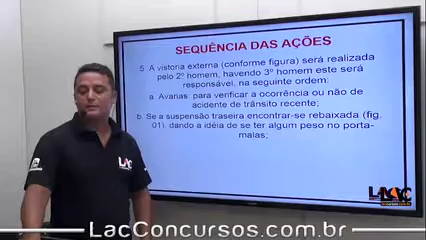 SEQUÊNCIA DAS AÇÕES
5. A vistoria externa (conforme figura) será realizada
pelo 2º homem, havendo 3º homem este será
responsável, na seguinte ordem:
a. Avarias: para verificar a ocorrência ou não de
acidente de trânsito recente;
b. Se a suspensão traseira encontrar-se rebaixada (fig.
01), dando a idéia de se ter algum peso no porta-
malas;
LAC
LAC
LacConcursos.com.br